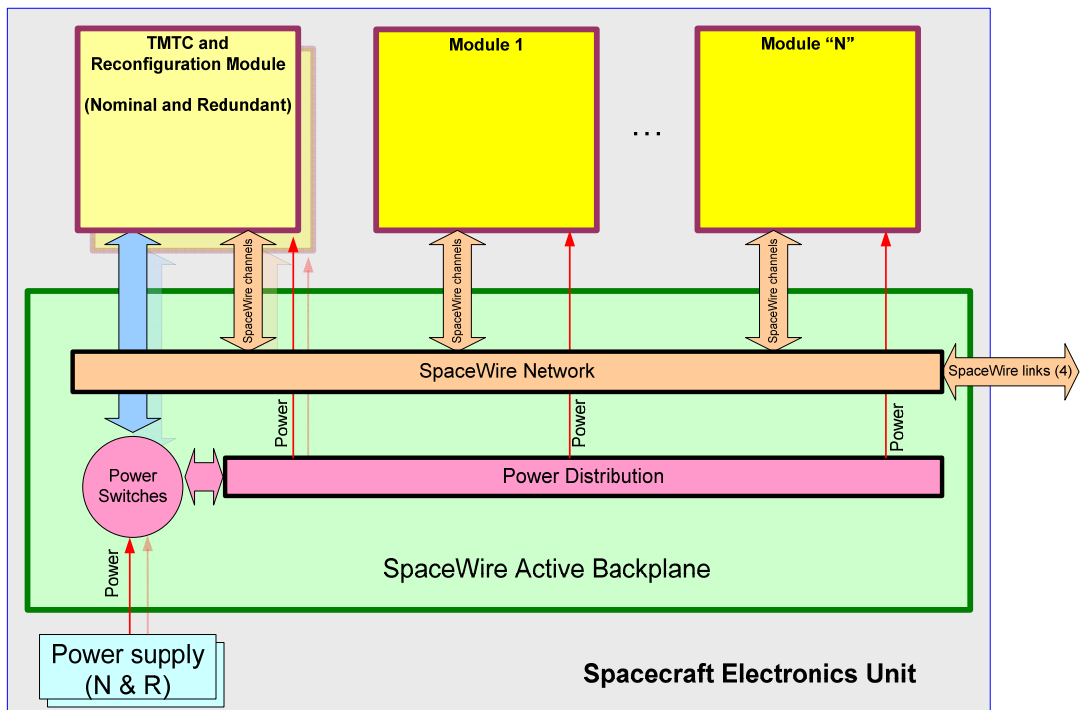 TMTC and
Reconfiguration Module
(Nominal and Redundant)
Module 1
Module “N”
...
SpaceWire channels
SpaceWire channels
SpaceWire channels
SpaceWire Network
SpaceWire links (4)
Power
Power
Power
Power
Switches
Power Distribution
Power
SpaceWire Active Backplane
Power supply
(N & R)
Spacecraft Electronics Unit